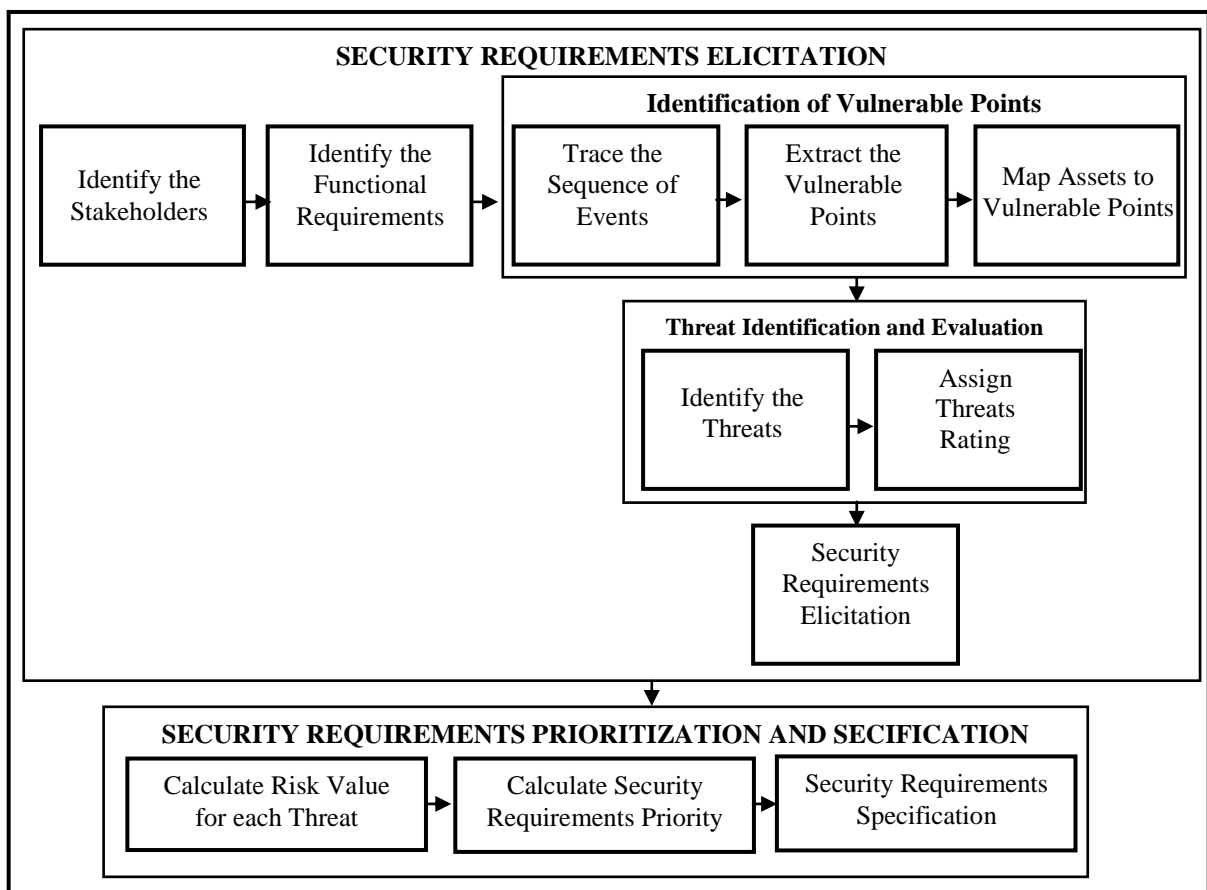 SECURITY REQUIREMENTS ELICITATION
Identification of Vulnerable Points
Identify the
Stakeholders
Identify the
Functional
Requirements
Trace the
Sequence of
Events
Extract the
Vulnerable
Points
Map Assets to
Vulnerable Points
Threat Identification and Evaluation
Identify the
Threats
Assign
Threats
Rating
Security
Requirements
Elicitation
SECURITY REQUIREMENTS PRIORITIZATION AND SECIFICATION
Calculate Risk Value
for each Threat
Calculate Security
Requirements Priority
Security Requirements
Specification